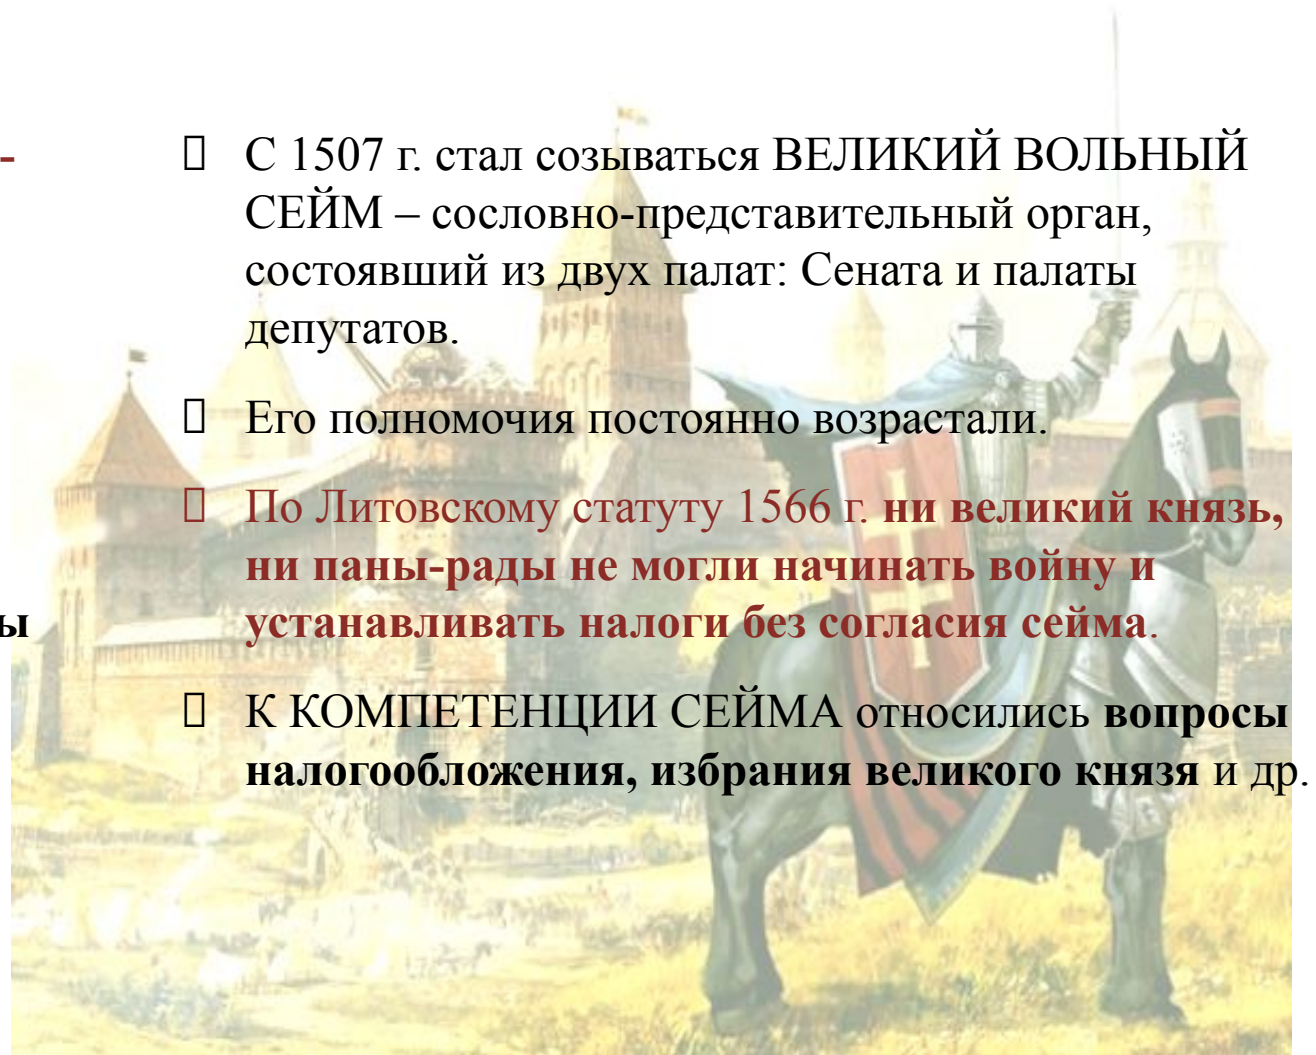 -
С 1507 г. стал созываться ВЕЛИКИЙ ВОЛЬНЫЙ
СЕЙМ – сословно-представительный орган,
состоявший из двух палат: Сената и палаты
депутатов.
Его полномочия постоянно возрастали.
По Литовскому статуту 1566 г. ни великий князь,
ни паны-рады не могли начинать войну и
ы
устанавливать налоги без согласия сейма.
К КОМПЕТЕНЦИИ СЕЙМА относились вопросы
налогообложения, избрания великого князя и др.